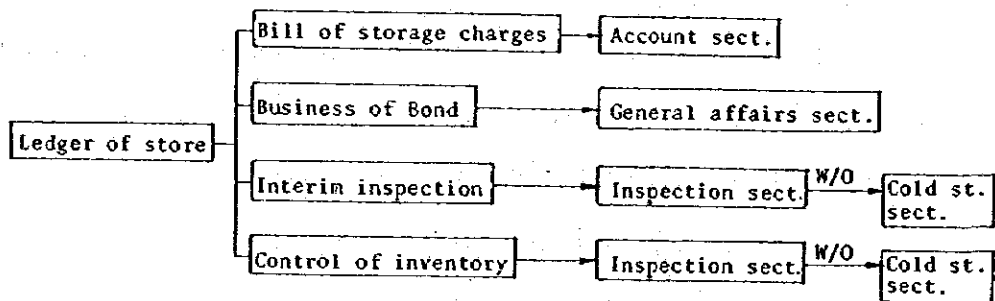 Bill of storage charges
Account sect.
Business of Bond
General affairs sect.
Ledger of store
Interim inspection
Inspection sect.
W/O
Cold st.
sect.
Control of inventory
Inspection sect.
W/O
Cold st.
sect.